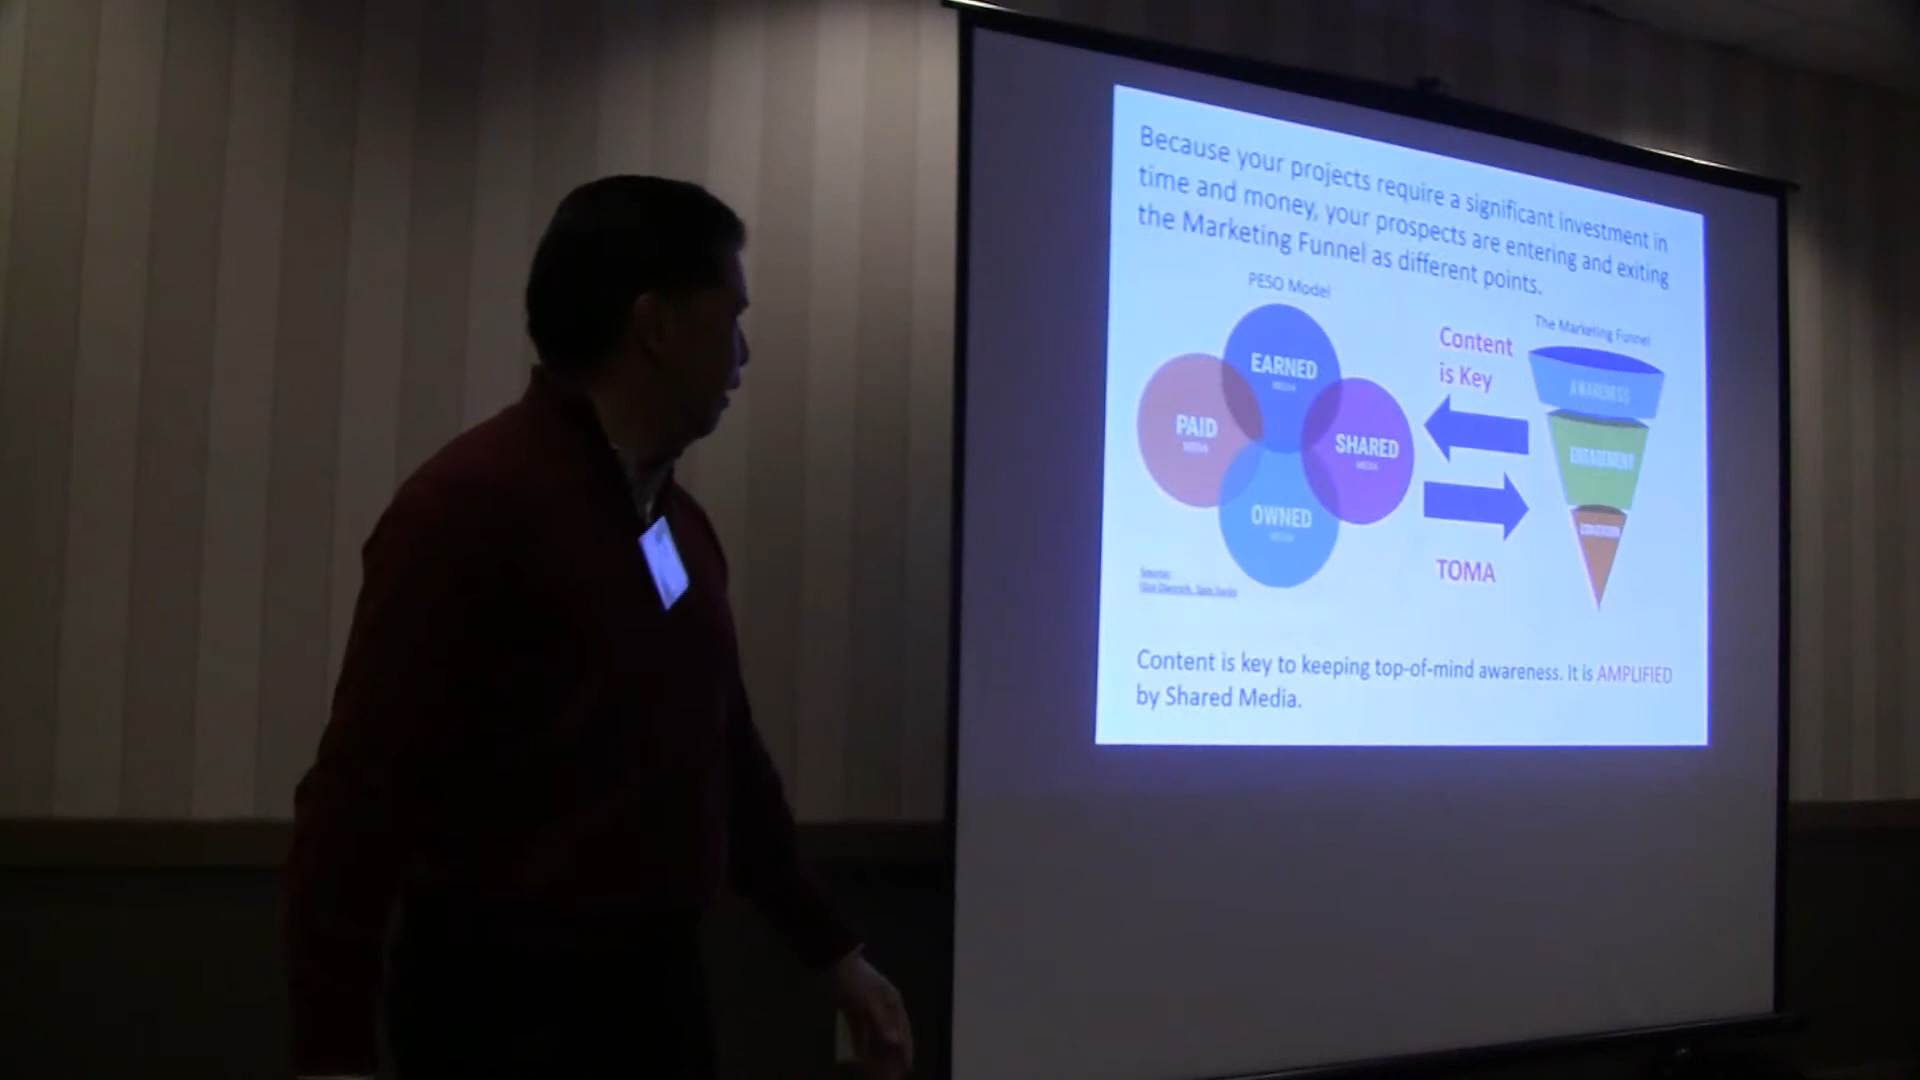 Because your projects require a significant investment in
time and money, your prospects are entering and exiting
the Marketing Funnel as different points.
PESO Model
The Marketing Funnel
Content
is Key
EARNED
MEDIA
PAID
MEDIA
SHARED
MEDIA
OWNED
MEDIA
AWARENESS
ENGAGEMENT
TOMA
Source:
Content is key to keeping top-of-mind awareness. It is AMPLIFIED
by Shared Media.